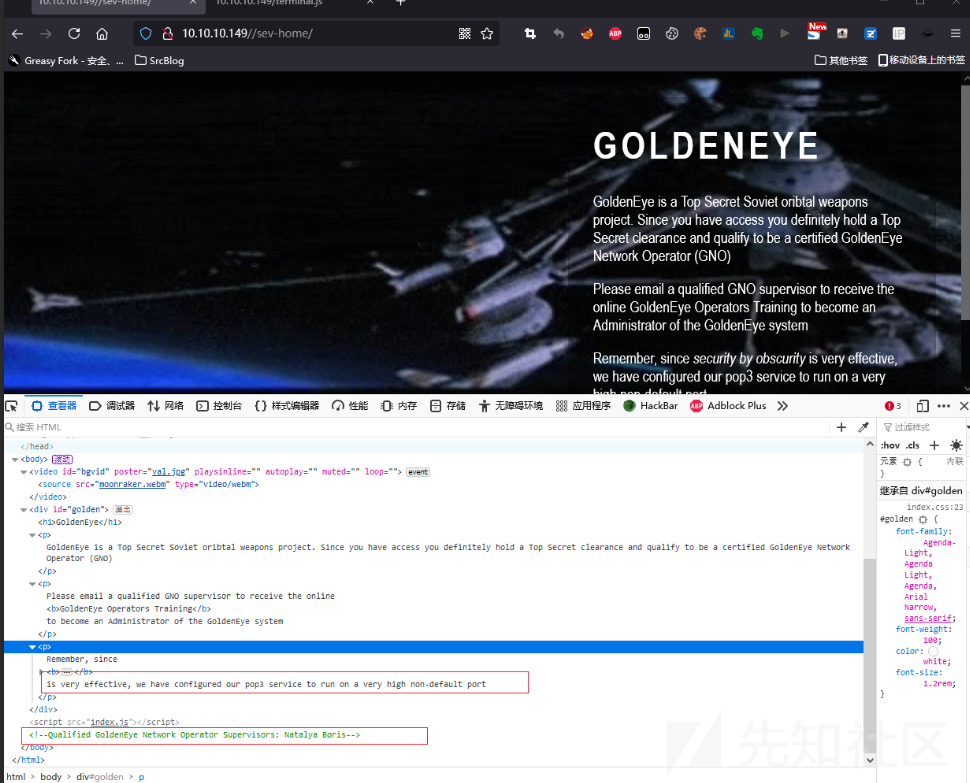 10.10.10.149//sev-home/
10.10.10.149/terminal.js
10.10.10.149//sev-home/
ABP
New
IP
Greasy Fork - 安全、...
SrcBlog
其他书签
移动设备上的书签
GOLDENEYE
GoldenEye is a Top Secret Soviet oribtal weapons
project. Since you have access you definitely hold a Top
Secret clearance and qualify to be a certified GoldenEye
Network Operator (GNO)
Please email a qualified GNO supervisor to receive the
online GoldenEye Operators Training to become an
Administrator of the GoldenEye system
Remember, since security by obscurity is very effective,
we have configured our pop3 service to run on a very
high non-default port
查看器 调试器 网络 控制台 样式编辑器 性能 内存 存储 无障碍环境 应用程序 HackBar ABP Adblock Plus 3
搜索 HTML
过滤样式
</head>
<body> 滚动
<video id="bgvid" poster="val.jpg" playsinline="" autoplay="" muted="" loop=""> event
<source src="moonraker.webm" type="video/webm">
</video>
<div id="golden"> 溢出
<h1>GoldenEye</h1>
<p>
GoldenEye is a Top Secret Soviet oribtal weapons project. Since you have access you definitely hold a Top Secret clearance and qualify to be a certified GoldenEye Network
Operator (GNO)
</p>
<p>
Please email a qualified GNO supervisor to receive the online
<b>GoldenEye Operators Training</b>
to become an Administrator of the GoldenEye system
</p>
<p>
Remember, since
<b>…</b>
is very effective, we have configured our pop3 service to run on a very high non-default port
</p>
</div>
<script src="index.js"></script>
<!--Qualified GoldenEye Network Operator Supervisors: Natalya Boris-->
</body>
</html>
html > body > div#golden > p
:hov .cls +
元素 { 内联
}
继承自 div#golden
index.css:23
#golden {
font-family:
Agenda-
Light,
Agenda
Light,
Agenda,
Arial
Narrow,
sans-serif;
font-weight:
100;
color:
white;
font-size:
1.2rem;
}
先知社区